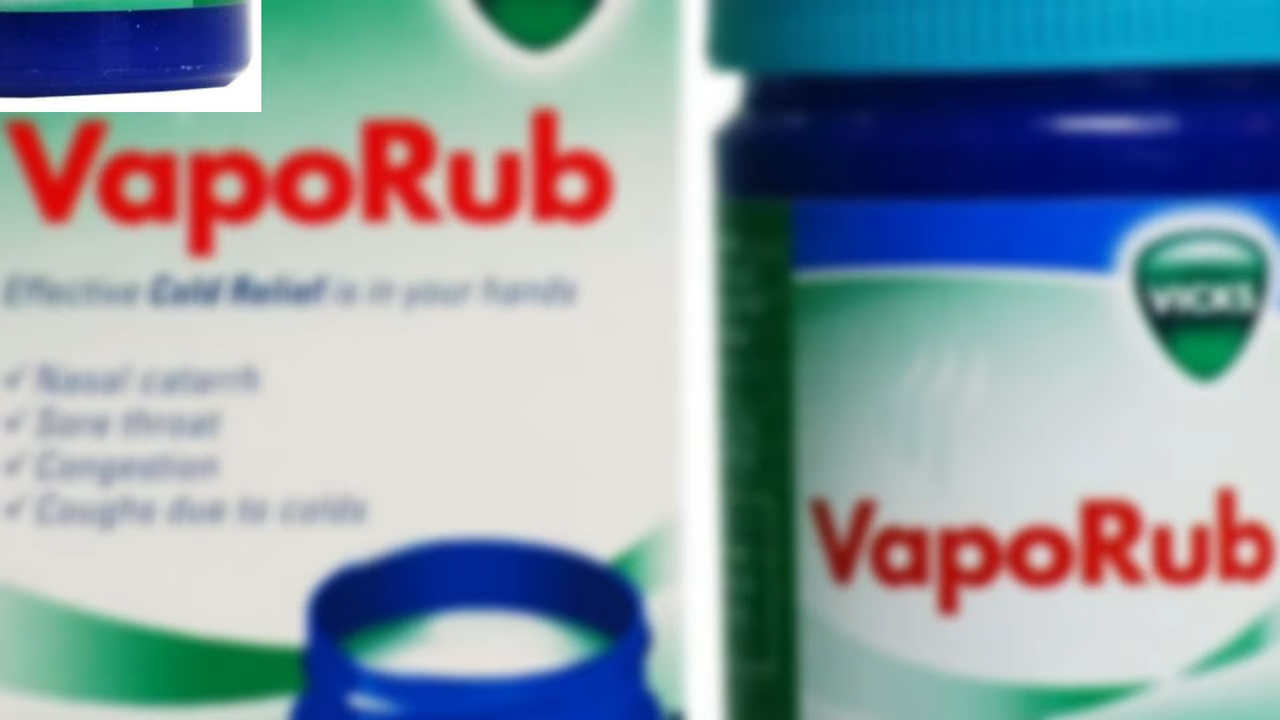 VapoRub
Effective Cold Relief is in your hands
✓ Nasal catarrh
✓ Sore throat
✓ Congestion
✓ Coughs due to colds
VICKS
VapoRub